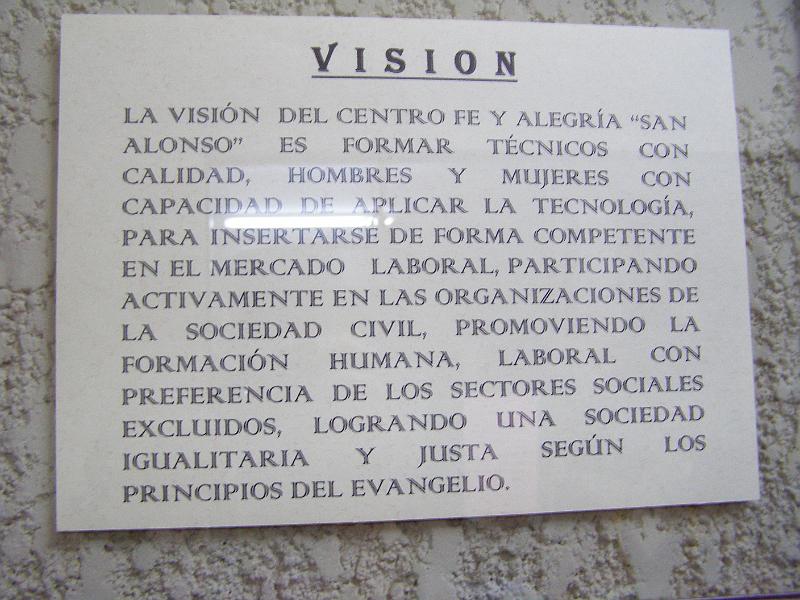 VISION
LA VISIÓN DEL CENTRO FE Y ALEGRÍA "SAN
ALONSO" ES FORMAR TÉCNICOS CON
CALIDAD, HOMBRES Y MUJERES CON
CAPACIDAD DE APLICAR LA TECNOLOGÍA,
PARA INSERTARSE DE FORMA COMPETENTE
EN EL MERCADO LABORAL, PARTICIPANDO
ACTIVAMENTE EN LAS ORGANIZACIONES DE
LA SOCIEDAD CIVIL, PROMOVIENDO LA
FORMACIÓN HUMANA, LABORAL CON
PREFERENCIA DE LOS SECTORES SOCIALES
EXCLUIDOS, LOGRANDO UNA SOCIEDAD
IGUALITARIA Y JUSTA SEGÚN LOS
PRINCIPIOS DEL EVANGELIO.